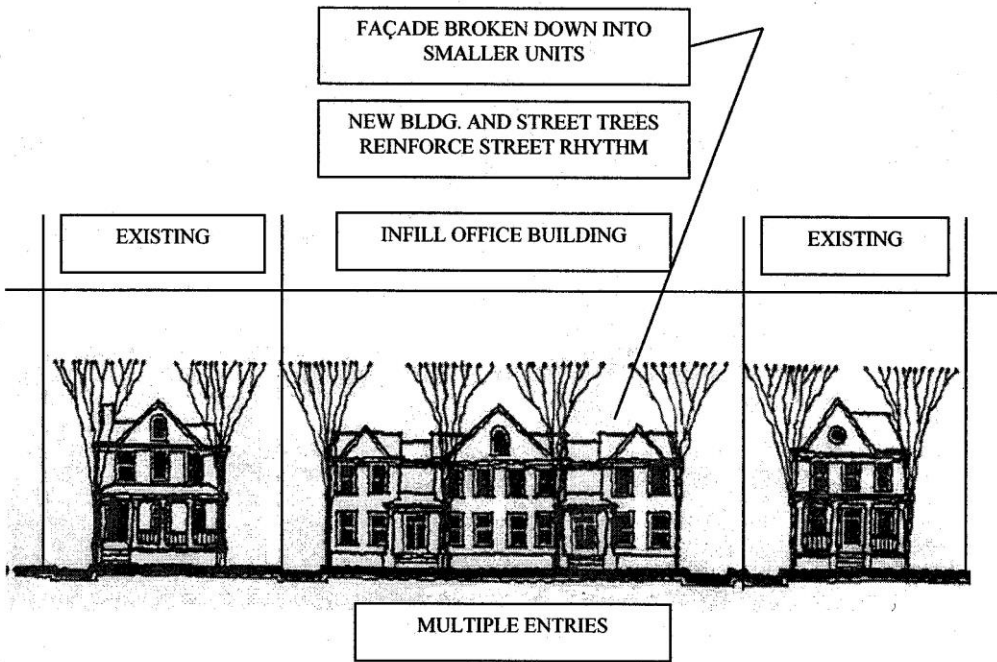 FAÇADE BROKEN DOWN INTO
SMALLER UNITS
NEW BLDG. AND STREET TREES
REINFORCE STREET RHYTHM
EXISTING
INFILL OFFICE BUILDING
EXISTING
MULTIPLE ENTRIES